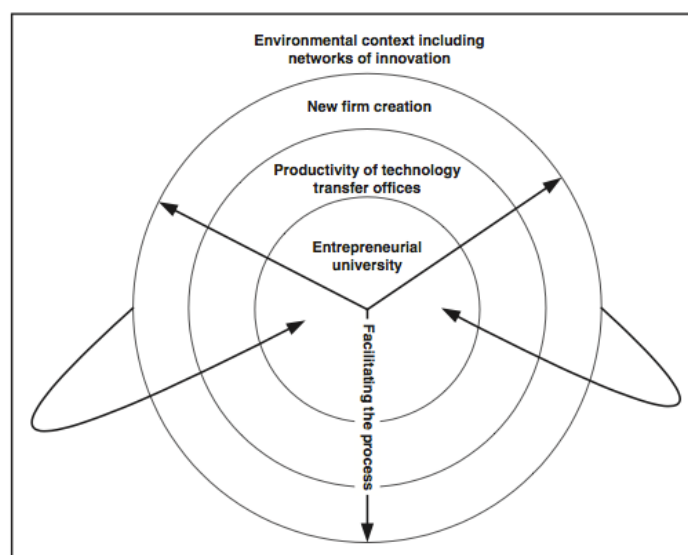 Environmental context including
networks of innovation
New firm creation
Productivity of technology
transfer offices
Entrepreneurial
university
Facilitating the process